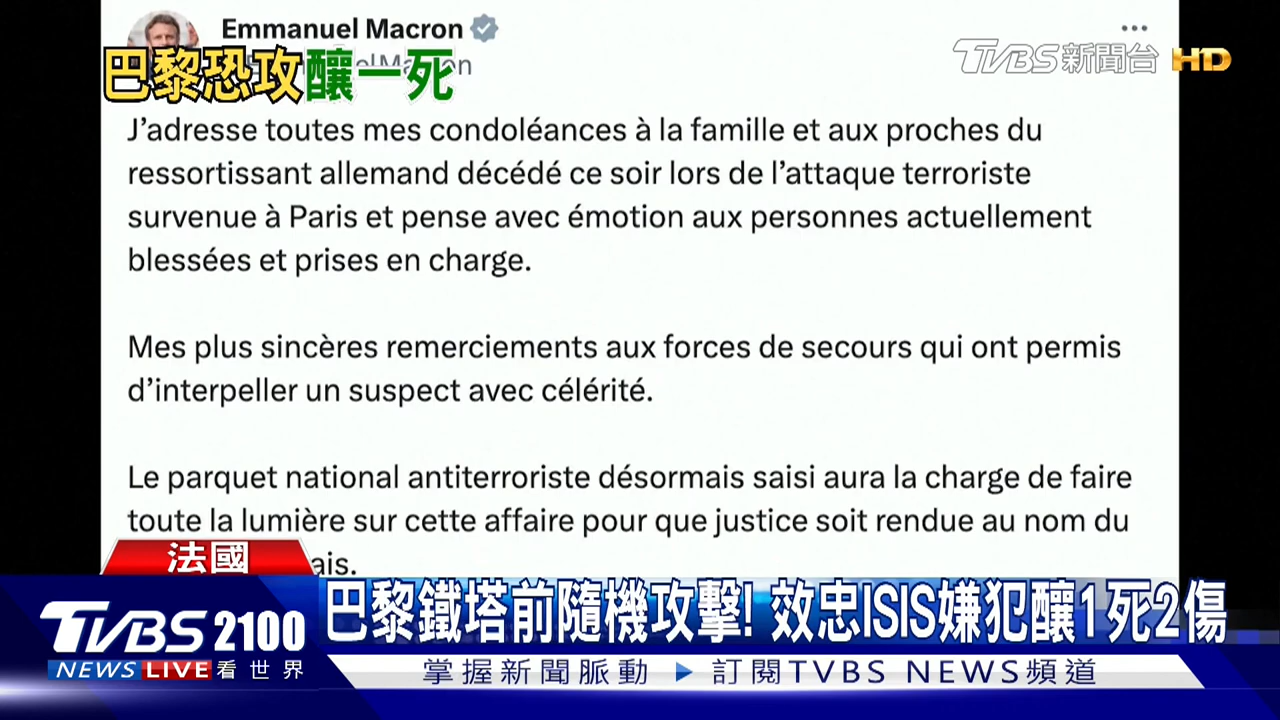 Emmanuel Macron
TVBS新聞台 HD
巴黎恐攻釀一死
J’adresse toutes mes condoléances à la famille et aux proches du
ressortissant allemand décédé ce soir lors de l’attaque terroriste
survenue à Paris et pense avec émotion aux personnes actuellement
blessées et prises en charge.
Mes plus sincères remerciements aux forces de secours qui ont permis
d’interpeller un suspect avec célérité.
Le parquet national antiterroriste désormais saisi aura la charge de faire
toute la lumière sur cette affaire pour que justice soit rendue au nom du
ais.
法國
巴黎鐵塔前隨機攻擊! 效忠ISIS嫌犯釀1死2傷
TVBS 2100
NEWS LIVE 看世界
掌握新聞脈動 ▶ 訂閱TVBS NEWS頻道